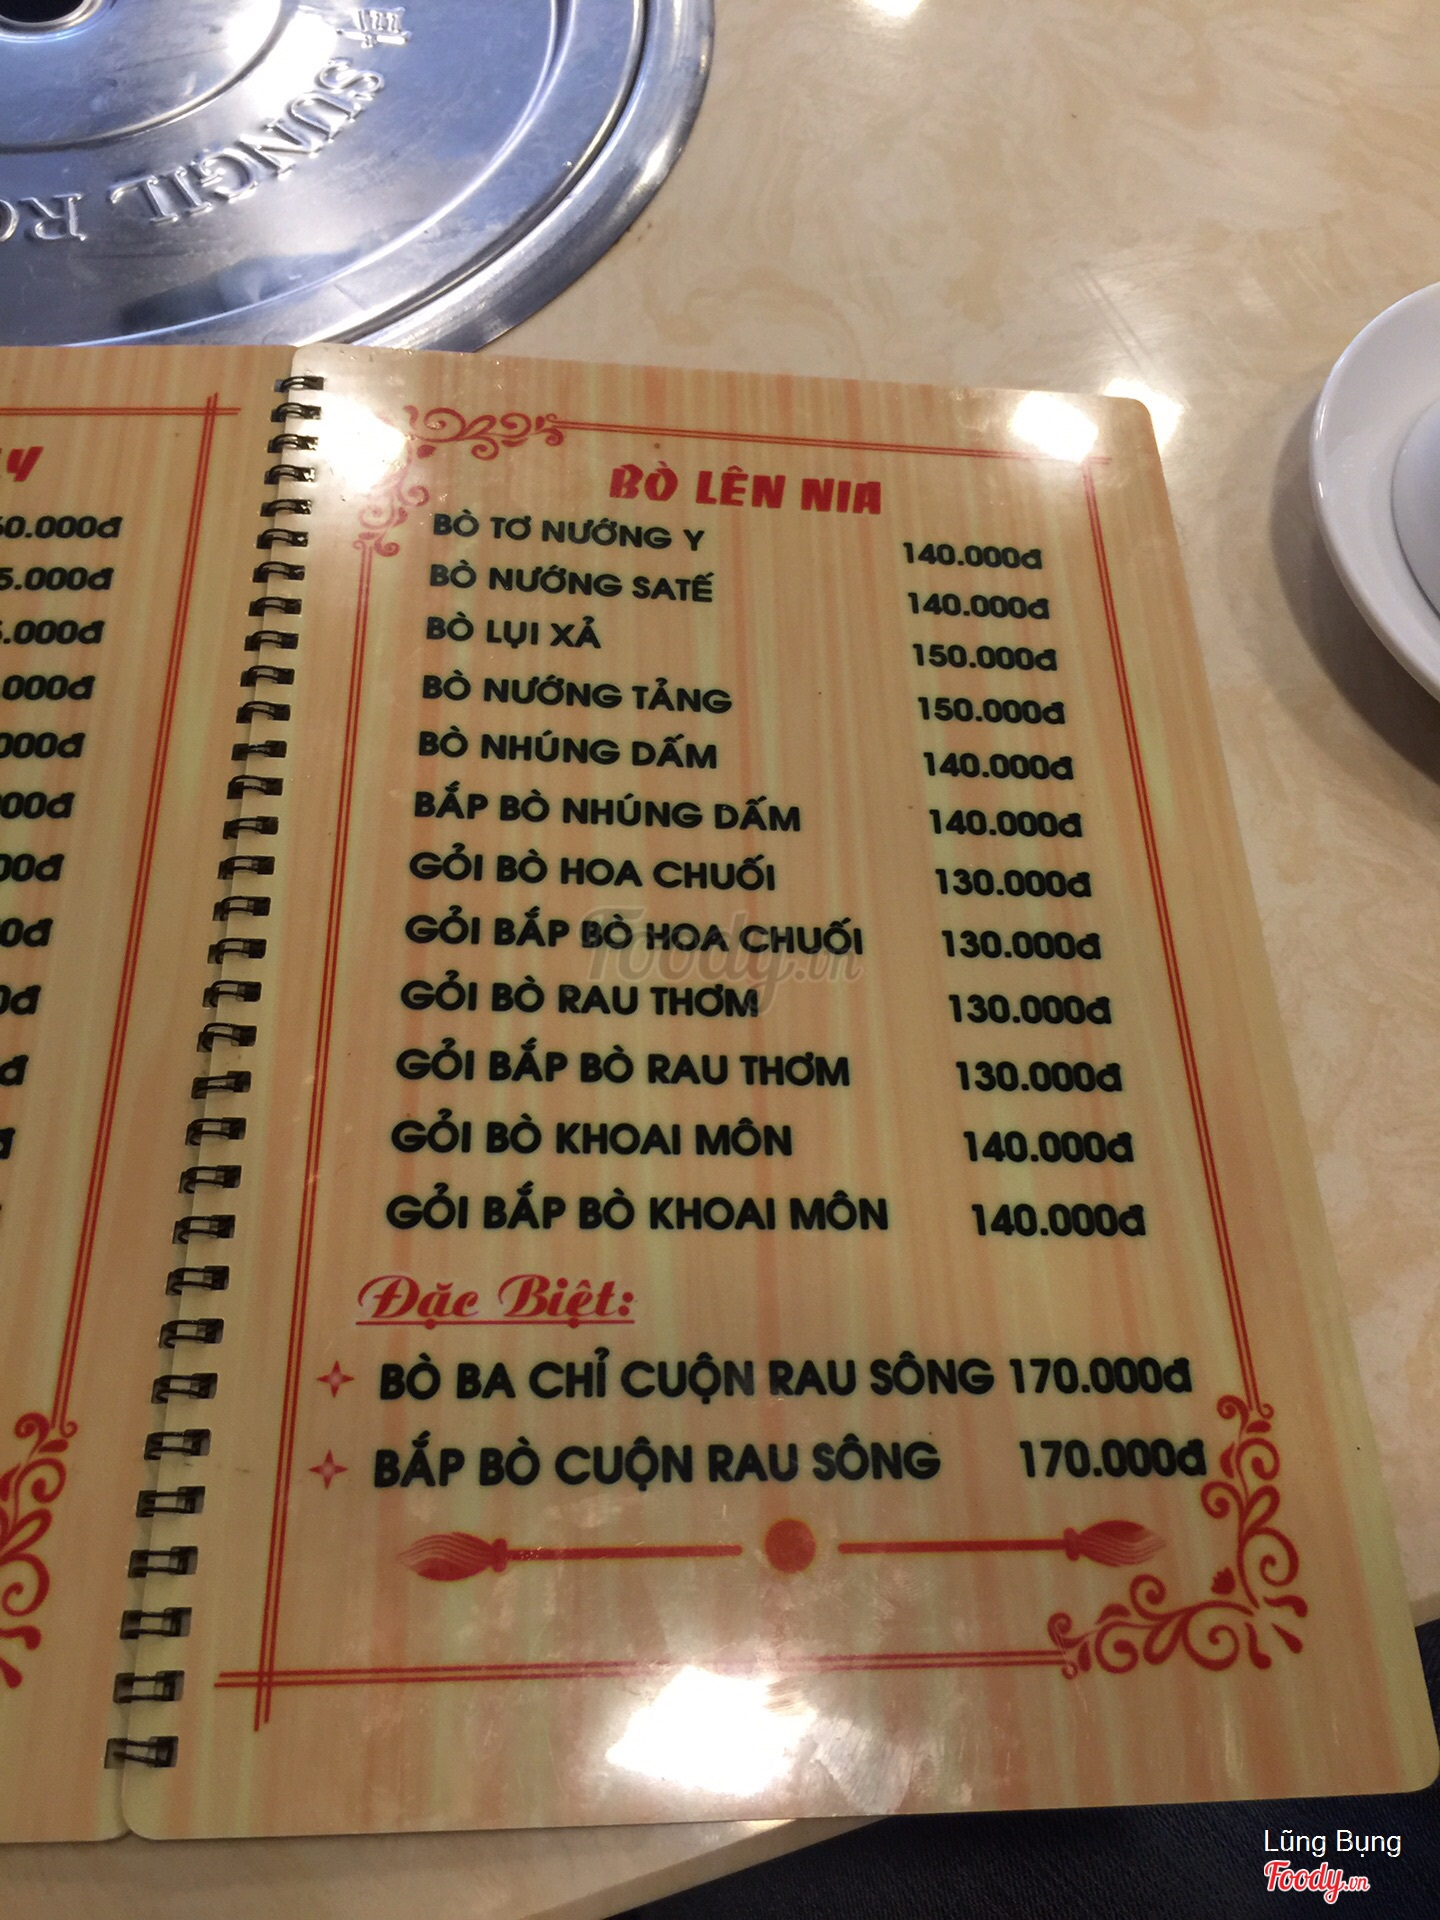 SUNGIL
BÒ LÊN NIA
BÒ TƠ NƯỚNG Y 140.000đ
BÒ NƯỚNG SATẾ 140.000đ
BÒ LỤI XẢ 150.000đ
BÒ NƯỚNG TẢNG 150.000đ
BÒ NHÚNG DẤM 140.000đ
BẮP BÒ NHÚNG DẤM 140.000đ
GỎI BÒ HOA CHUỐI 130.000đ
GỎI BẮP BÒ HOA CHUỐI 130.000đ
GỎI BÒ RAU THƠM 130.000đ
GỎI BẮP BÒ RAU THƠM 130.000đ
GỎI BÒ KHOAI MÔN 140.000đ
GỎI BẮP BÒ KHOAI MÔN 140.000đ
Đặc Biệt:
BÒ BA CHỈ CUỘN RAU SÔNG 170.000đ
BẮP BÒ CUỘN RAU SÔNG 170.000đ
Foody.vn
Lũng Bụng
Foody.vn